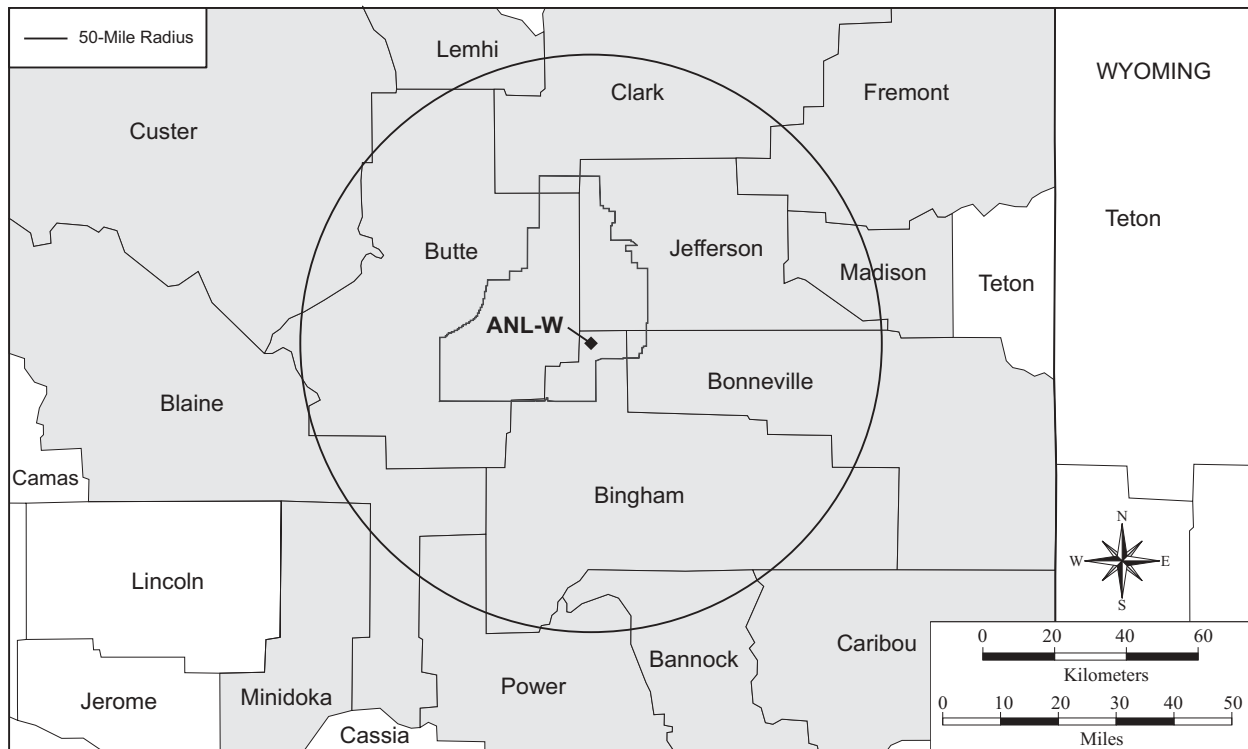 50-Mile Radius
Lemhi
Clark
Fremont
WYOMING
Custer
Teton
Butte
Jefferson
Madison
Teton
ANL-W
Bonneville
Blaine
Camas
Bingham
N
W E
S
Lincoln
Caribou
Bannock
Power
Minidoka
Jerome
Cassia
0 20 40 60
Kilometers
0 10 20 30 40 50
Miles